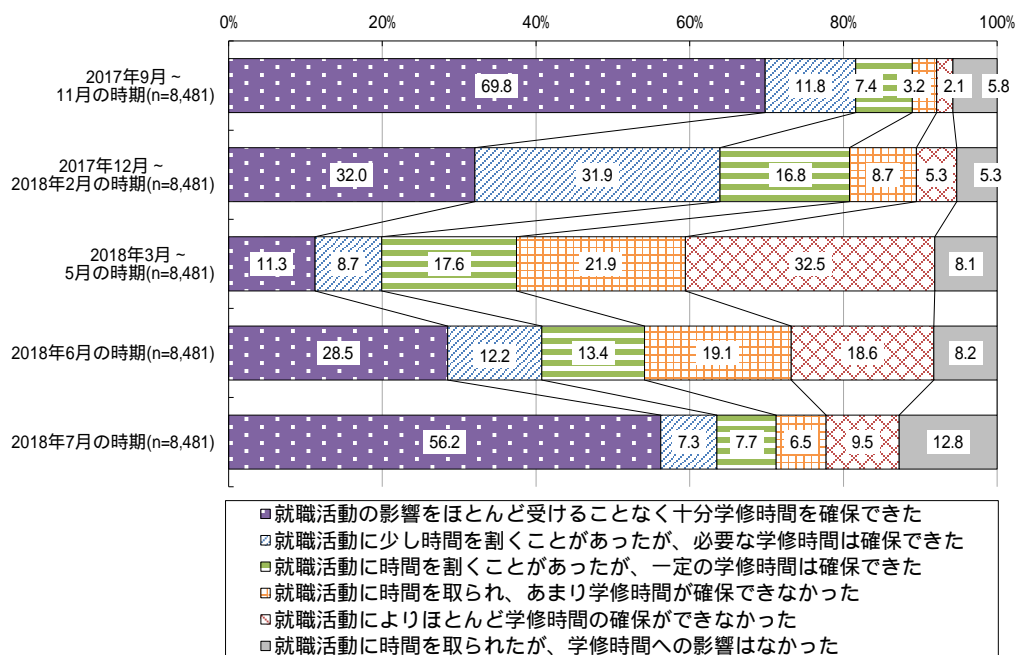 0% 20% 40% 60% 80% 100%
2017年9月～
11月の時期(n=8,481)
69.8 11.8 7.4 3.2 2.1 5.8
2017年12月～
2018年2月の時期(n=8,481)
32.0 31.9 16.8 8.7 5.3 5.3
2018年3月～
5月の時期(n=8,481)
11.3 8.7 17.6 21.9 32.5 8.1
2018年6月の時期(n=8,481)
28.5 12.2 13.4 19.1 18.6 8.2
2018年7月の時期(n=8,481)
56.2 7.3 7.7 6.5 9.5 12.8
就職活動の影響をほとんど受けることなく十分学修時間を確保できた
就職活動に少し時間を割くことがあったが、必要な学修時間は確保できた
就職活動に時間を割くことがあったが、一定の学修時間は確保できた
就職活動に時間を取られ、あまり学修時間が確保できなかった
就職活動によりほとんど学修時間の確保ができなかった
就職活動に時間を取られたが、学修時間への影響はなかった